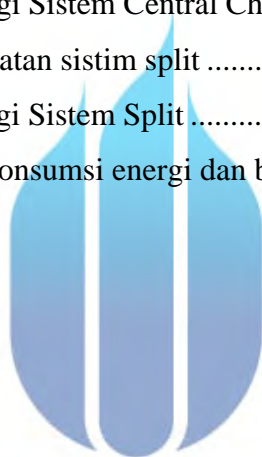 gi Sistem Central Ch
atan sistim split ........
gi Sistem Split .........
onsumsi energi dan b